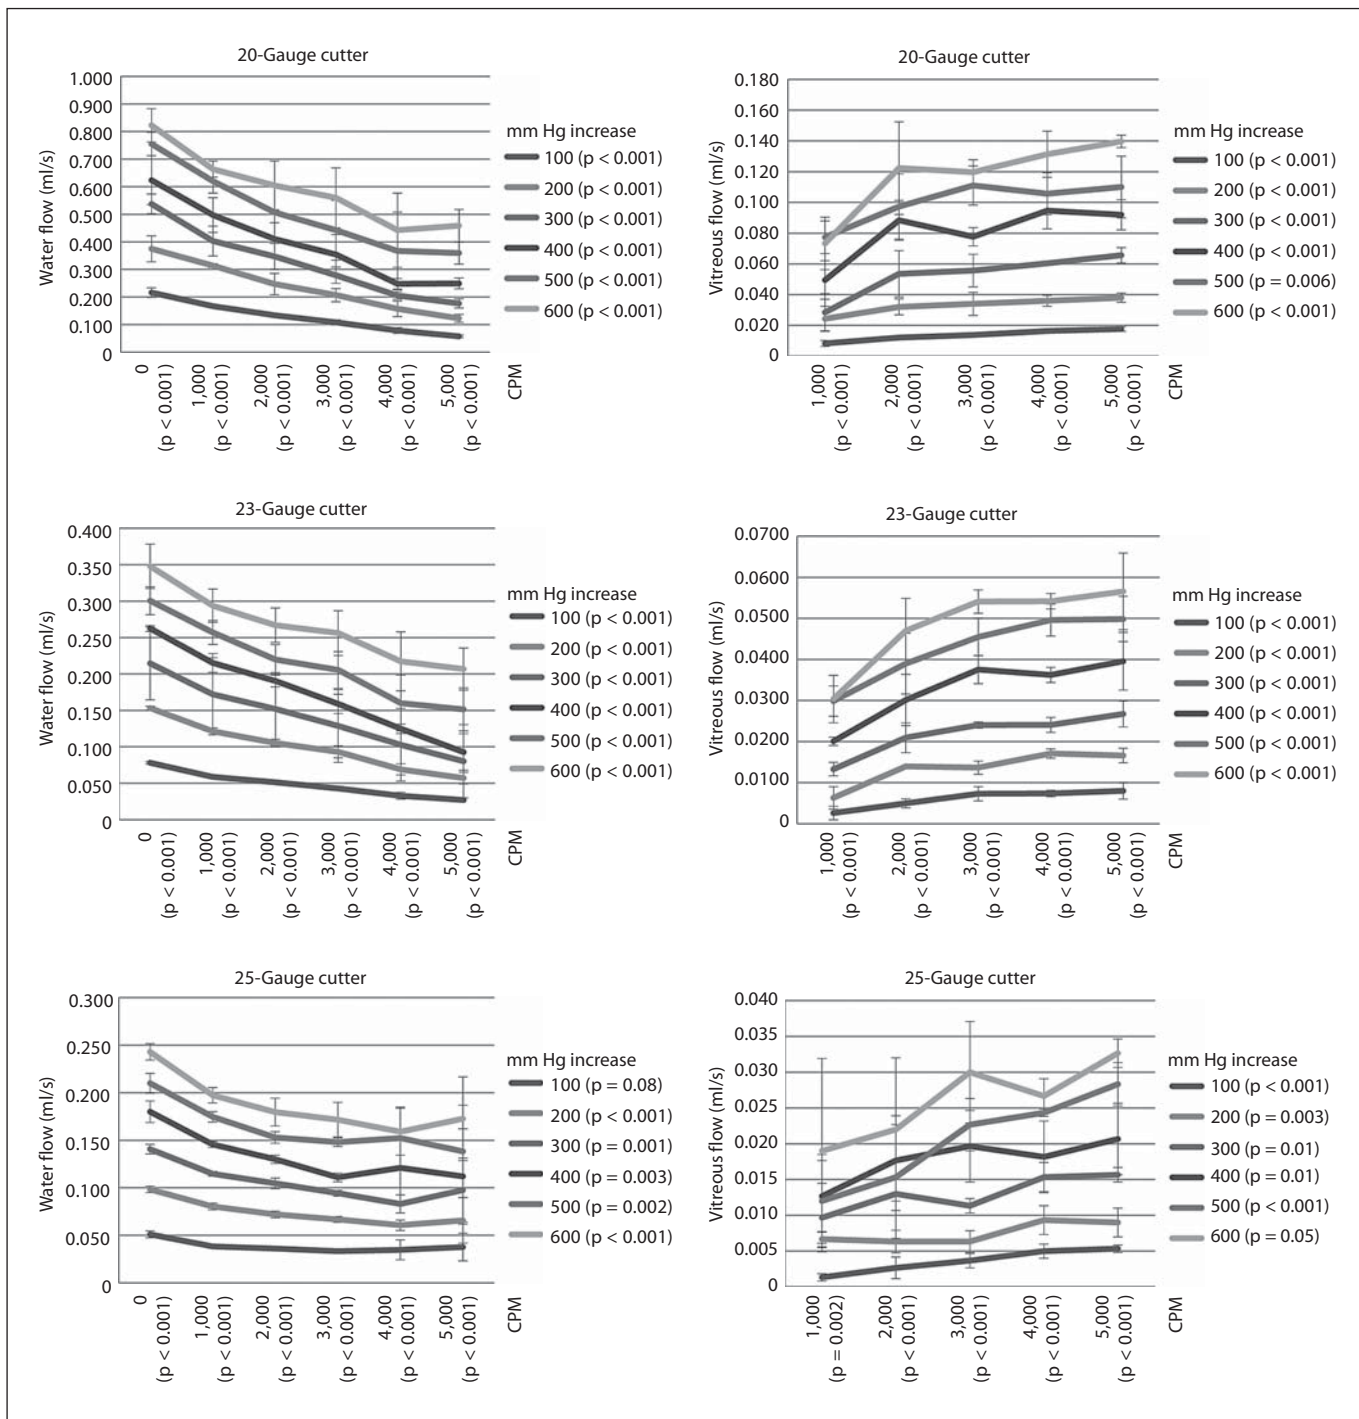 20-Gauge cutter
Water flow (ml/s)
1.000
0.900
0.800
0.700
0.600
0.500
0.400
0.300
0.200
0.100
0
0
(p < 0.001)
1,000
(p < 0.001)
2,000
(p < 0.001)
3,000
(p < 0.001)
4,000
(p < 0.001)
5,000
(p < 0.001)
CPM
mm Hg increase
100 (p < 0.001)
200 (p < 0.001)
300 (p < 0.001)
400 (p < 0.001)
500 (p < 0.001)
600 (p < 0.001)
20-Gauge cutter
Vitreous flow (ml/s)
0.180
0.160
0.140
0.120
0.100
0.080
0.060
0.040
0.020
0
1,000
(p < 0.001)
2,000
(p < 0.001)
3,000
(p < 0.001)
4,000
(p < 0.001)
5,000
(p < 0.001)
CPM
mm Hg increase
100 (p < 0.001)
200 (p < 0.001)
300 (p < 0.001)
400 (p < 0.001)
500 (p = 0.006)
600 (p < 0.001)
23-Gauge cutter
Water flow (ml/s)
0.400
0.350
0.300
0.250
0.200
0.150
0.100
0.050
0
0
(p < 0.001)
1,000
(p < 0.001)
2,000
(p < 0.001)
3,000
(p < 0.001)
4,000
(p < 0.001)
5,000
(p < 0.001)
CPM
mm Hg increase
100 (p < 0.001)
200 (p < 0.001)
300 (p < 0.001)
400 (p < 0.001)
500 (p < 0.001)
600 (p < 0.001)
23-Gauge cutter
Vitreous flow (ml/s)
0.0700
0.0600
0.0500
0.0400
0.0300
0.0200
0.0100
0
1,000
(p < 0.001)
2,000
(p < 0.001)
3,000
(p < 0.001)
4,000
(p < 0.001)
5,000
(p < 0.001)
CPM
mm Hg increase
100 (p < 0.001)
200 (p < 0.001)
300 (p < 0.001)
400 (p < 0.001)
500 (p < 0.001)
600 (p < 0.001)
25-Gauge cutter
Water flow (ml/s)
0.300
0.250
0.200
0.150
0.100
0.050
0
0
(p < 0.001)
1,000
(p < 0.001)
2,000
(p < 0.001)
3,000
(p < 0.001)
4,000
(p < 0.001)
5,000
(p < 0.001)
CPM
mm Hg increase
100 (p = 0.08)
200 (p < 0.001)
300 (p = 0.001)
400 (p = 0.003)
500 (p = 0.002)
600 (p < 0.001)
25-Gauge cutter
Vitreous flow (ml/s)
0.040
0.035
0.030
0.025
0.020
0.015
0.010
0.005
0
1,000
(p = 0.002)
2,000
(p < 0.001)
3,000
(p < 0.001)
4,000
(p < 0.001)
5,000
(p < 0.001)
CPM
mm Hg increase
100 (p < 0.001)
200 (p = 0.003)
300 (p = 0.01)
400 (p = 0.01)
500 (p < 0.001)
600 (p = 0.05)